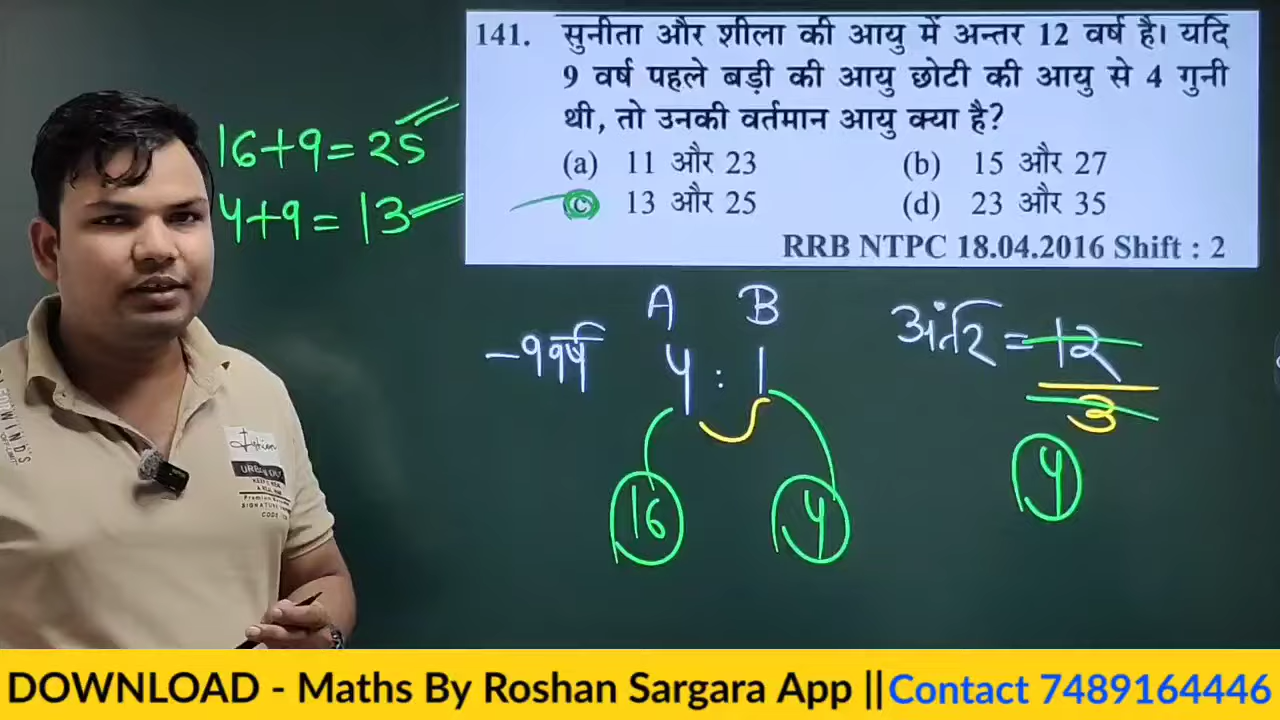 16+9=25
4+9=13
141. सुनीता और शीला की आयु में अन्तर 12 वर्ष है। यदि
9 वर्ष पहले बड़ी की आयु छोटी की आयु से 4 गुनी
थी, तो उनकी वर्तमान आयु क्या है?
(a) 11 और 23 (b) 15 और 27
(c) 13 और 25 (d) 23 और 35
RRB NTPC 18.04.2016 Shift : 2
A B
4 : 1
अंतर = 12
3
16 4 4
URBAN
DOWNLOAD - Maths By Roshan Sargara App || Contact 7489164446